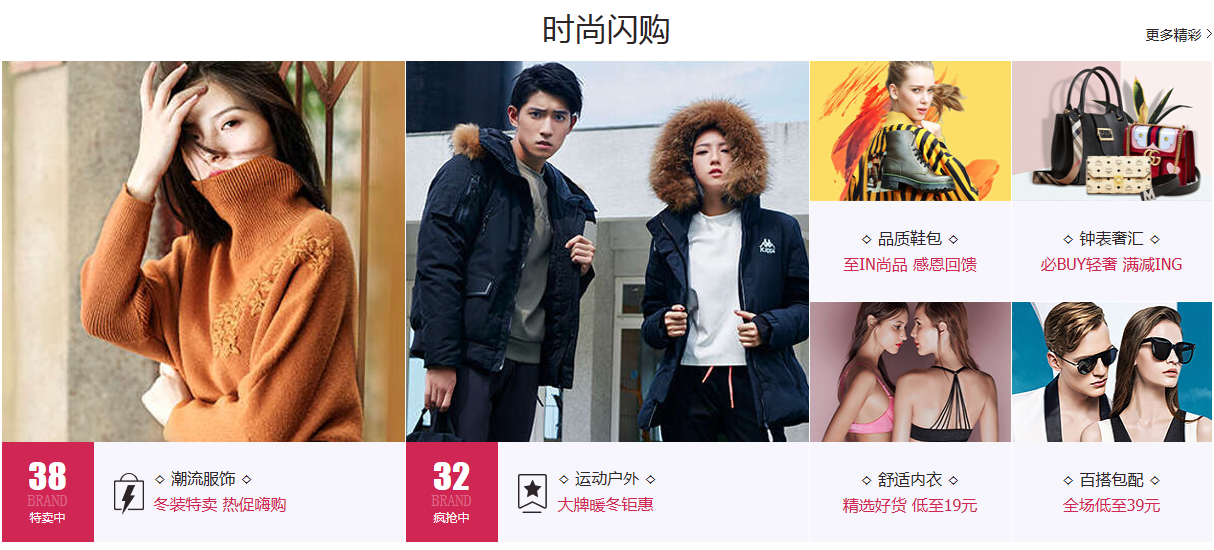 时尚闪购
更多精彩 >
Kappa
◇ 品质鞋包 ◇
至IN尚品 感恩回馈
◇ 钟表奢汇 ◇
必BUY轻奢 满减ING
38
BRAND
特卖中
◇ 潮流服饰 ◇
冬装特卖 热促嗨购
32
BRAND
疯抢中
◇ 运动户外 ◇
大牌暖冬钜惠
◇ 舒适内衣 ◇
精选好货 低至19元
◇ 百搭包配 ◇
全场低至39元